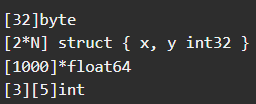 [32]byte
[2*N] struct { x, y int32 }
[1000]*float64
[3][5]int